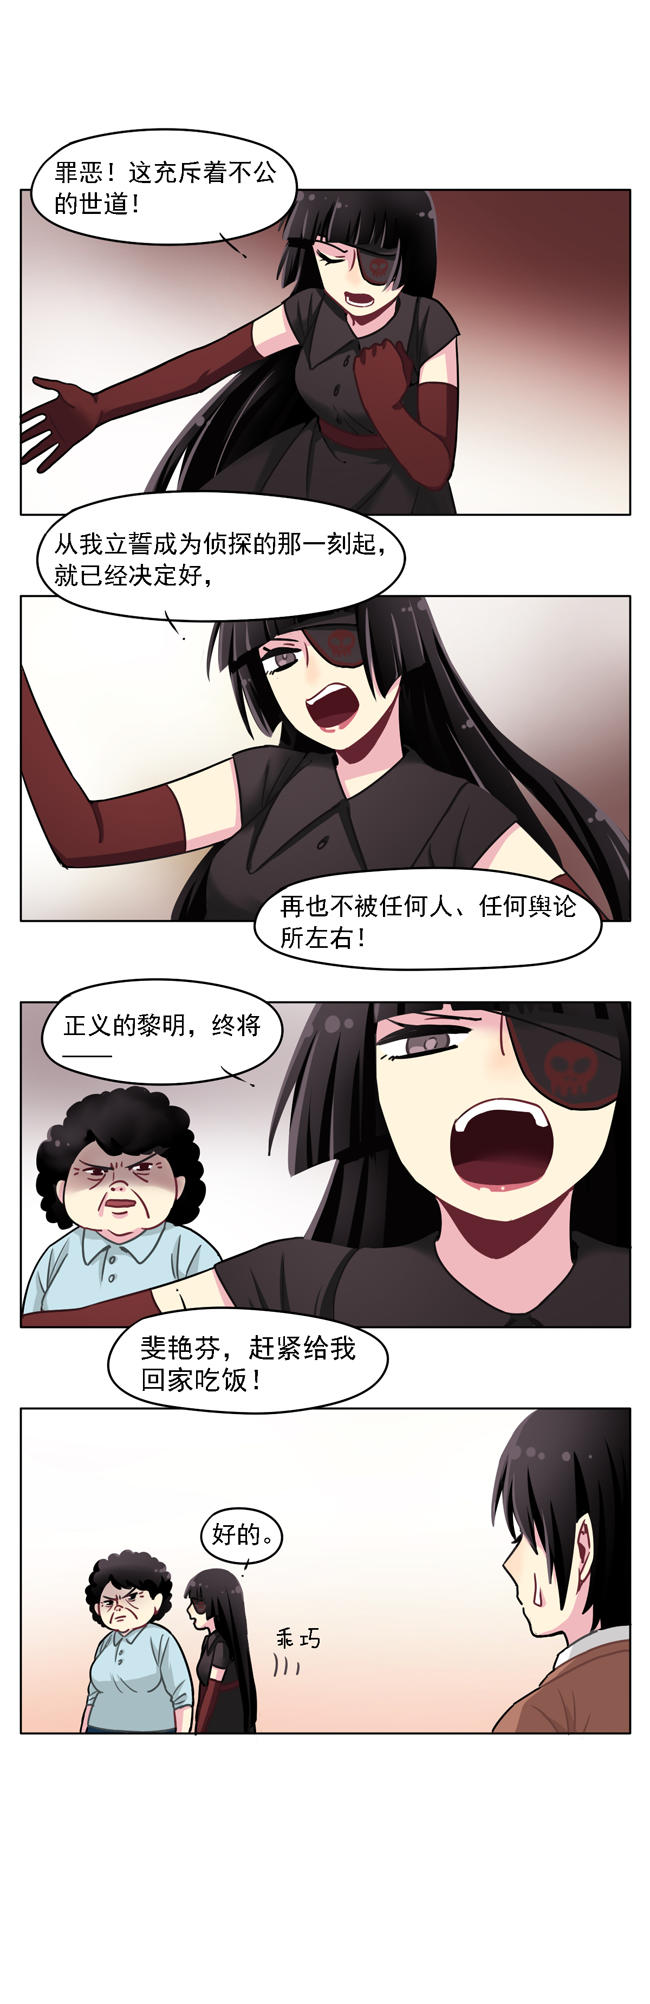 罪恶！这充斥着不公
的世道！
从我立誓成为侦探的那一刻起，
就已经决定好，
再也不被任何人、任何舆论
所左右！
正义的黎明，终将
——
斐艳芬，赶紧给我
回家吃饭！
好的。
乖巧